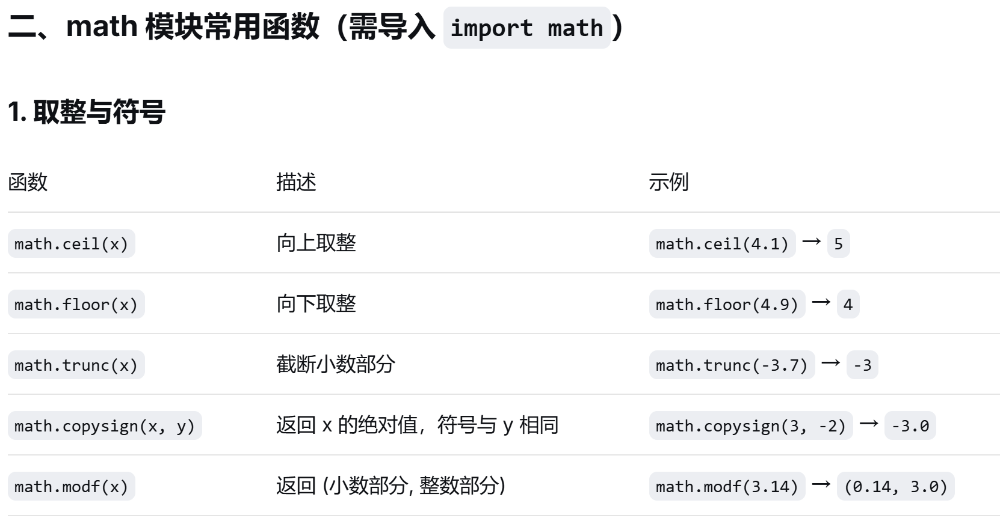 二、math 模块常用函数（需导入 import math）
1. 取整与符号
函数 描述 示例
math.ceil(x) 向上取整 math.ceil(4.1) → 5
math.floor(x) 向下取整 math.floor(4.9) → 4
math.trunc(x) 截断小数部分 math.trunc(-3.7) → -3
math.copysign(x, y) 返回 x 的绝对值，符号与 y 相同 math.copysign(3, -2) → -3.0
math.modf(x) 返回 (小数部分, 整数部分) math.modf(3.14) → (0.14, 3.0)